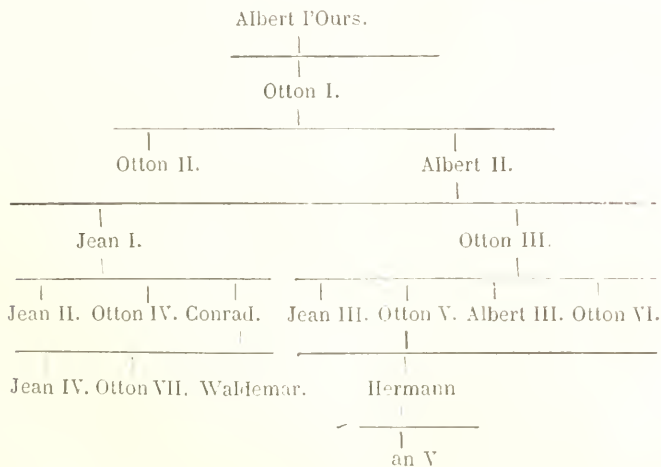 Albert l'Ours.
Otton I.
Otton II. Albert II.
Jean I. Otton III.
Jean II. Otton IV. Conrad. Jean III. Otton V. Albert III. Otton VI.
Jean IV. Otton VII. Waldemar. Hermann
an V